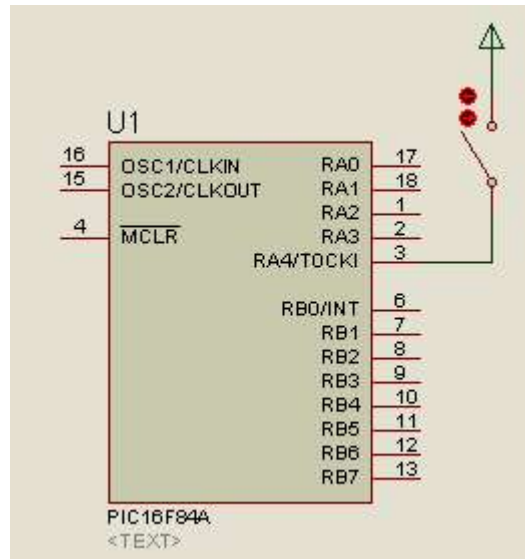 U1
16 OSC1/CLKIN RA0 17
15 OSC2/CLKOUT RA1 18
RA2 1
4 MCLR RA3 2
RA4/T0CKI 3
RB0/INT 6
RB1 7
RB2 8
RB3 9
RB4 10
RB5 11
RB6 12
RB7 13
PIC16F84A
<TEXT>